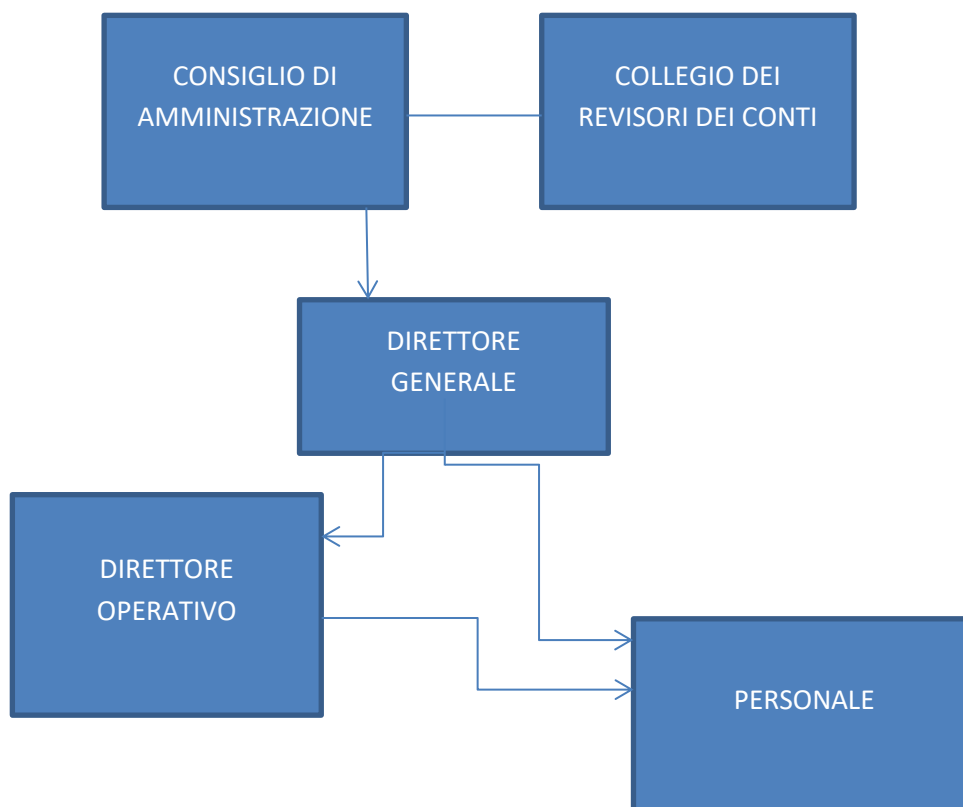 CONSIGLIO DI
AMMINISTRAZIONE
COLLEGIO DEI
REVISORI DEI CONTI
DIRETTORE
GENERALE
DIRETTORE
OPERATIVO
PERSONALE